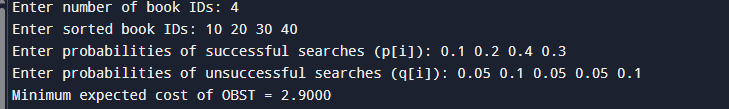 Enter number of book IDs: 4
Enter sorted book IDs: 10 20 30 40
Enter probabilities of successful searches (p[i]): 0.1 0.2 0.4 0.3
Enter probabilities of unsuccessful searches (q[i]): 0.05 0.1 0.05 0.05 0.1
Minimum expected cost of OBST = 2.9000